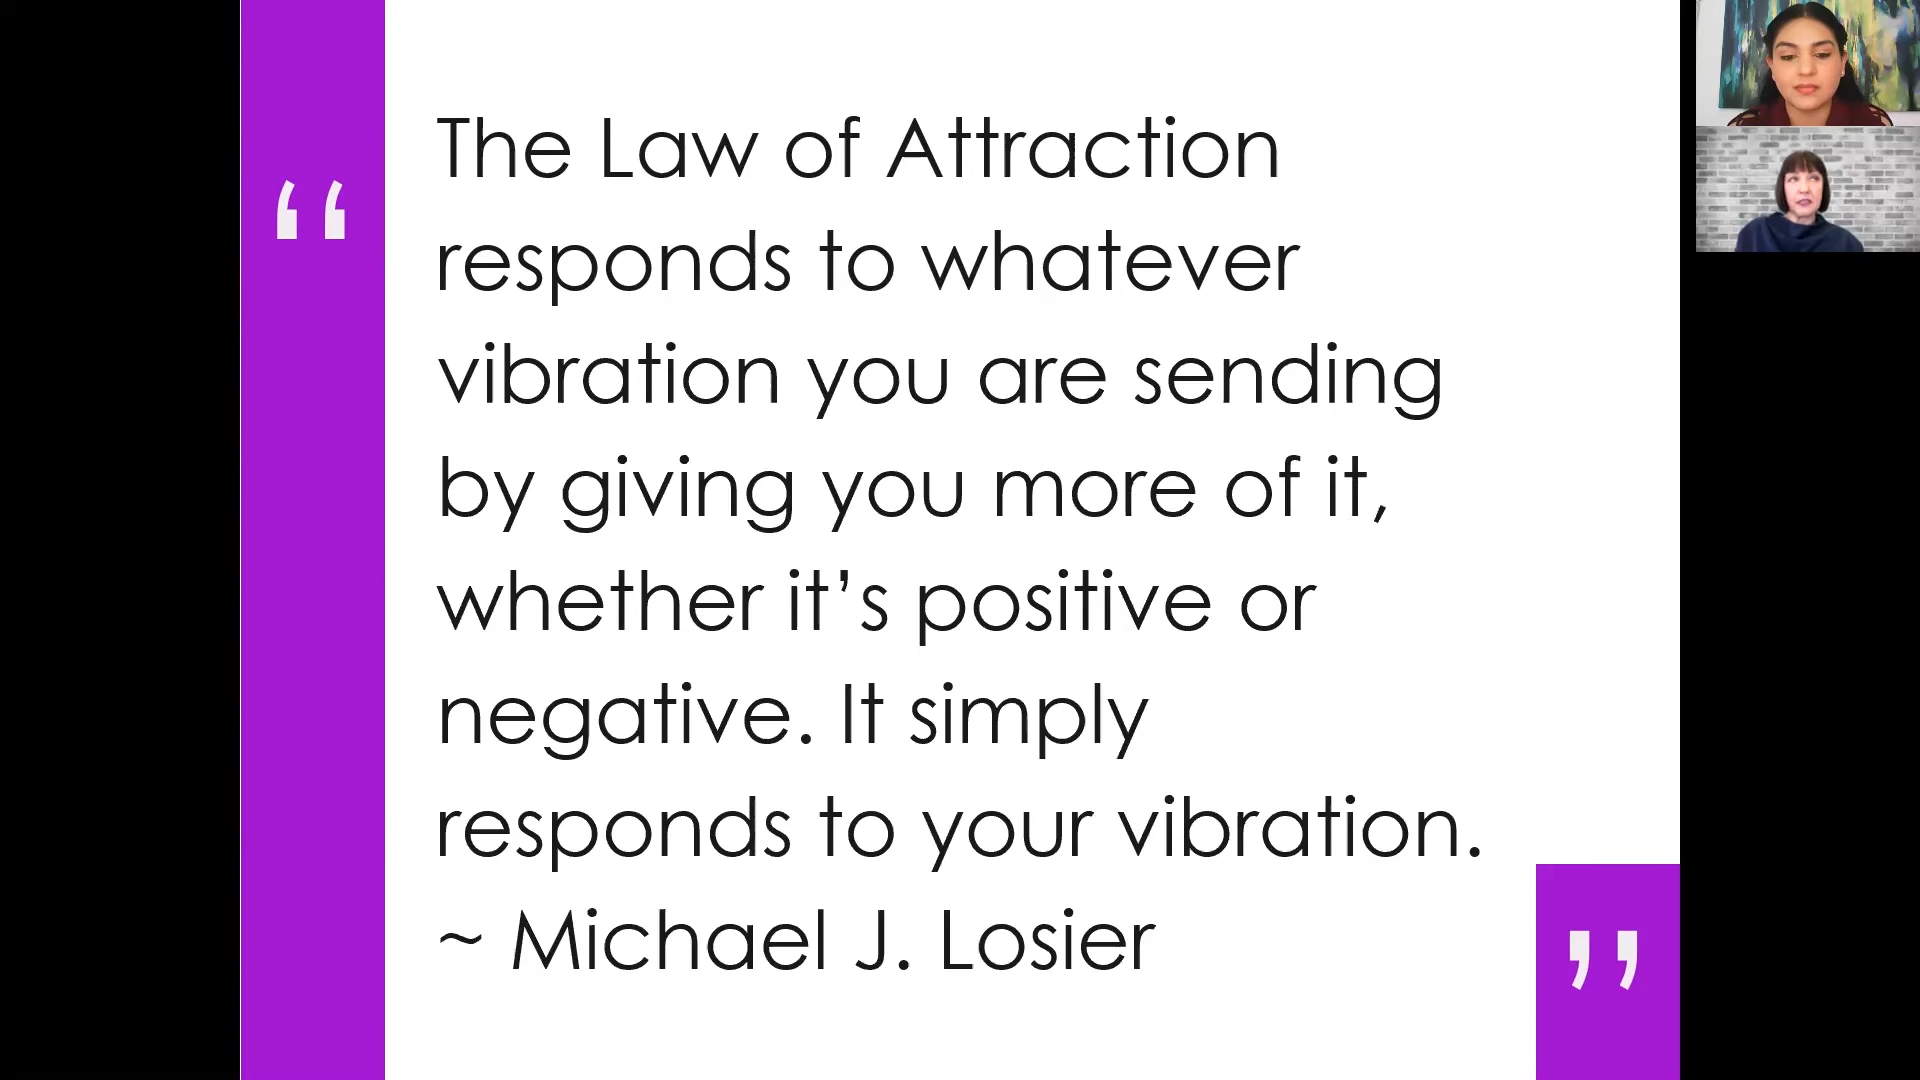 “
The Law of Attraction
responds to whatever
vibration you are sending
by giving you more of it,
whether it’s positive or
negative. It simply
responds to your vibration.
~ Michael J. Losier
”